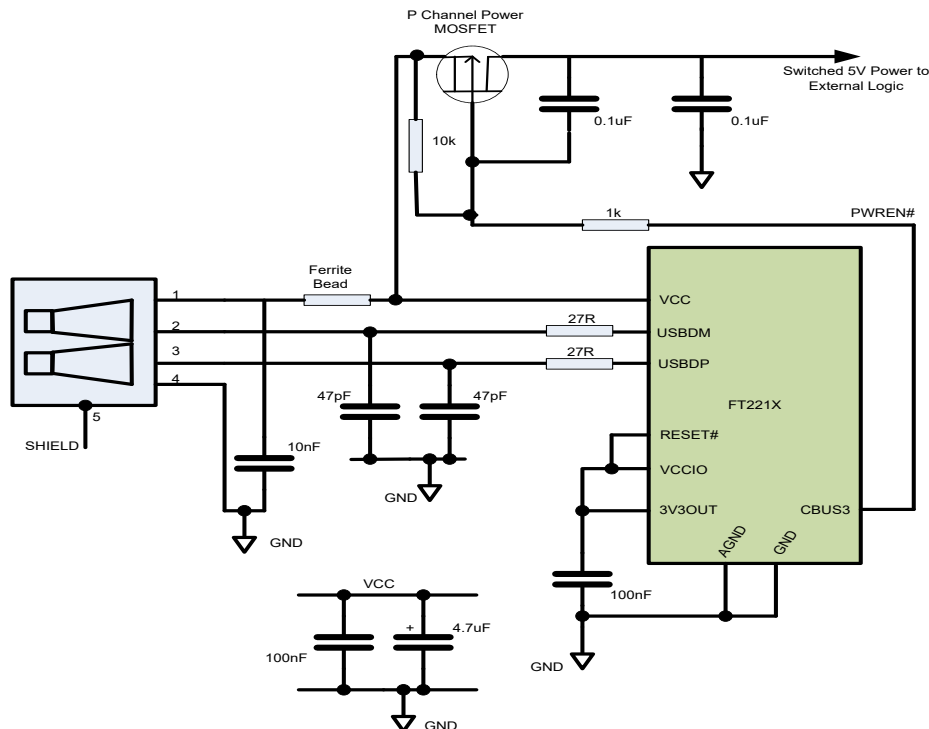 P Channel Power
MOSFET
Switched 5V Power to
External Logic
0.1uF
0.1uF
10k
1k
PWREN#
Ferrite
Bead
1
VCC
27R
2
USBDM
27R
3
USBDP
4
47pF
47pF
FT221X
5
SHIELD
RESET#
10nF
VCCIO
GND
3V3OUT
CBUS3
GND
AGND
GND
100nF
VCC
+
4.7uF
100nF
GND
GND